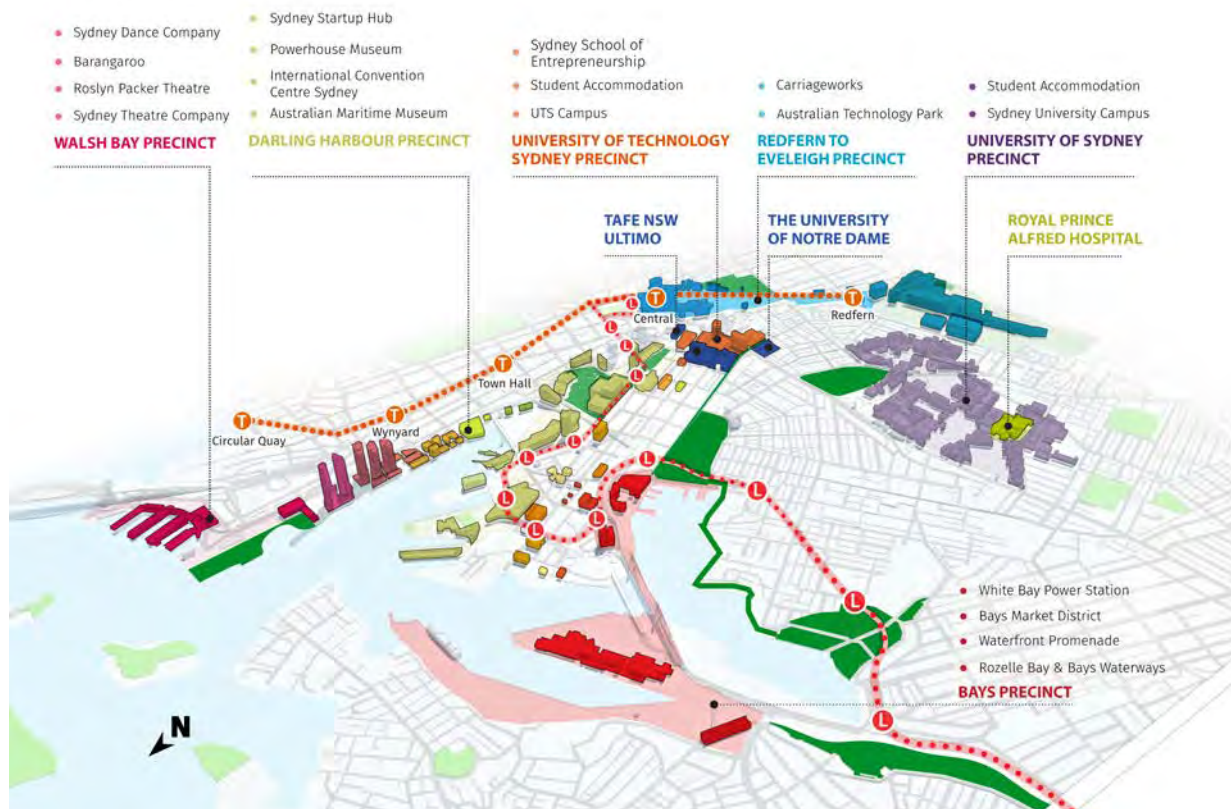 Sydney Dance Company
Barangaroo
Roslyn Packer Theatre
Sydney Theatre Company
WALSH BAY PRECINCT
Sydney Startup Hub
Powerhouse Museum
International Convention
Centre Sydney
Australian Maritime Museum
DARLING HARBOUR PRECINCT
Sydney School of
Entrepreneurship
Student Accommodation
UTS Campus
UNIVERSITY OF TECHNOLOGY
SYDNEY PRECINCT
Carriageworks
Australian Technology Park
REDFERN TO
EVELEIGH PRECINCT
Student Accommodation
Sydney University Campus
UNIVERSITY OF SYDNEY
PRECINCT
TAFE NSW
ULTIMO
THE UNIVERSITY
OF NOTRE DAME
ROYAL PRINCE
ALFRED HOSPITAL
T
Central
T
Redfern
L
L
L
L
L
T
Town Hall
T
Circular Quay
T
Wynyard
L
L
L
L
L
L
L
L
L
White Bay Power Station
Bays Market District
Waterfront Promenade
Rozelle Bay & Bays Waterways
BAYS PRECINCT
N